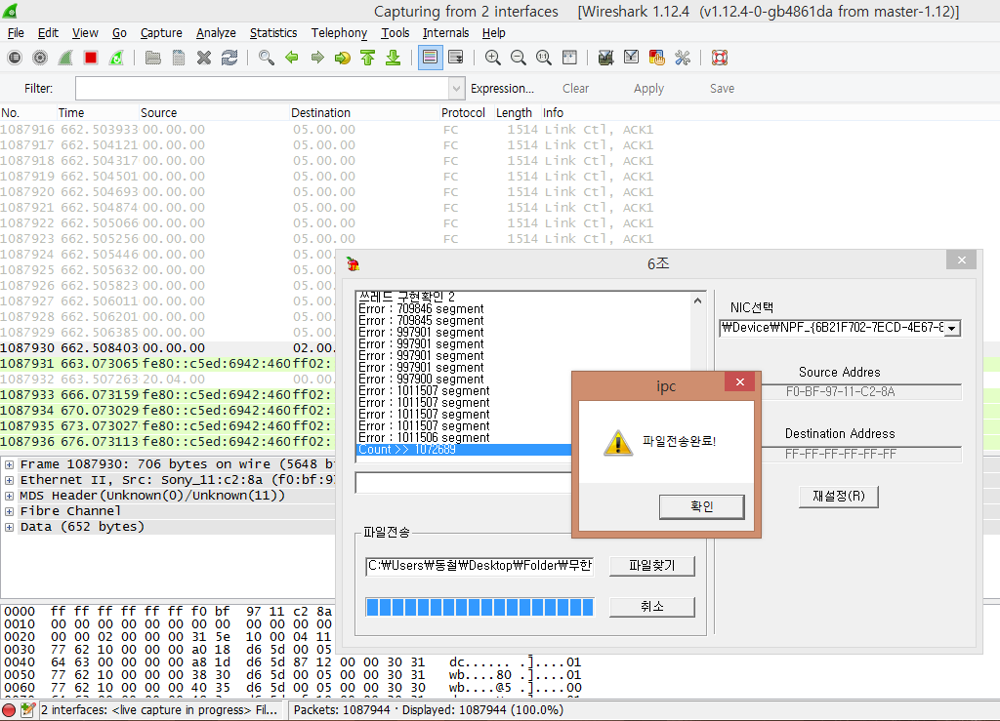 Capturing from 2 interfaces [Wireshark 1.12.4 (v1.12.4-0-gb4861da from master-1.12)]
File Edit View Go Capture Analyze Statistics Telephony Tools Internals Help
Filter: Expression... Clear Apply Save
No. Time Source Destination Protocol Length Info
1087916 662.503933 00.00.00 05.00.00 FC 1514 Link Ctl, ACK1
1087917 662.504121 00.00.00 05.00.00 FC 1514 Link Ctl, ACK1
1087918 662.504317 00.00.00 05.00.00 FC 1514 Link Ctl, ACK1
1087919 662.504501 00.00.00 05.00.00 FC 1514 Link Ctl, ACK1
1087920 662.504693 00.00.00 05.00.00 FC 1514 Link Ctl, ACK1
1087921 662.504874 00.00.00 05.00.00 FC 1514 Link Ctl, ACK1
1087922 662.505066 00.00.00 05.00.00 FC 1514 Link Ctl, ACK1
1087923 662.505256 00.00.00 05.00.00 FC 1514 Link Ctl, ACK1
1087924 662.505446 00.00.00 05.00.
1087925 662.505632 00.00.00 05.00.
1087926 662.505823 00.00.00 05.00.
1087927 662.506011 00.00.00 05.00.
1087928 662.506201 00.00.00 05.00.
1087929 662.506385 00.00.00 05.00.
1087930 662.508403 00.00.00 02.00.
1087931 663.073065 fe80::c5ed:6942:460 ff02:
1087932 663.507263 20.04.00 00.00.
1087933 666.073159 fe80::c5ed:6942:460 ff02:
1087934 670.073029 fe80::c5ed:6942:460 ff02:
1087935 673.073027 fe80::c5ed:6942:460 ff02:
1087936 676.073113 fe80::c5ed:6942:460 ff02:
Frame 1087930: 706 bytes on wire (5648 b
Ethernet II, Src: Sony_11:c2:8a (f0:bf:97
MDS Header(Unknown(0)/Unknown(11))
Fibre Channel
Data (652 bytes)
0000 ff ff ff ff ff ff f0 bf 97 11 c2 8a
0010 00 00 00 00 00 00 00 00 00 00 00 00
0020 00 00 02 00 00 00 31 5e 10 00 04 11
0030 77 62 10 00 00 00 a0 18 d6 5d 00 05
0040 64 63 00 00 00 00 a8 1d d6 5d 87 12 00 00 30 31 dc...... .]....01
0050 77 62 10 00 00 00 38 30 d6 5d 00 05 00 00 30 31 wb....80 .]....01
0060 77 62 10 00 00 00 40 35 d6 5d 00 05 00 00 30 30 wb....@5 .]....00
2 interfaces: <live capture in progress> Fil... Packets: 1087944 · Displayed: 1087944 (100.0%)
6조
쓰레드 구현확인 2
Error : 709846 segment
Error : 709845 segment
Error : 997901 segment
Error : 997901 segment
Error : 997901 segment
Error : 997901 segment
Error : 997900 segment
Error : 1011507 segment
Error : 1011507 segment
Error : 1011507 segment
Error : 1011507 segment
Error : 1011506 segment
Count >> 1072689
파일전송
C:₩Users₩동철₩Desktop₩Folder₩무한
파일찾기
취소
NIC선택
₩Device₩NPF_{6B21F702-7ECD-4E67-8
Source Addres
F0-BF-97-11-C2-8A
Destination Address
FF-FF-FF-FF-FF-FF
재설정(R)
ipc
파일전송완료!
확인